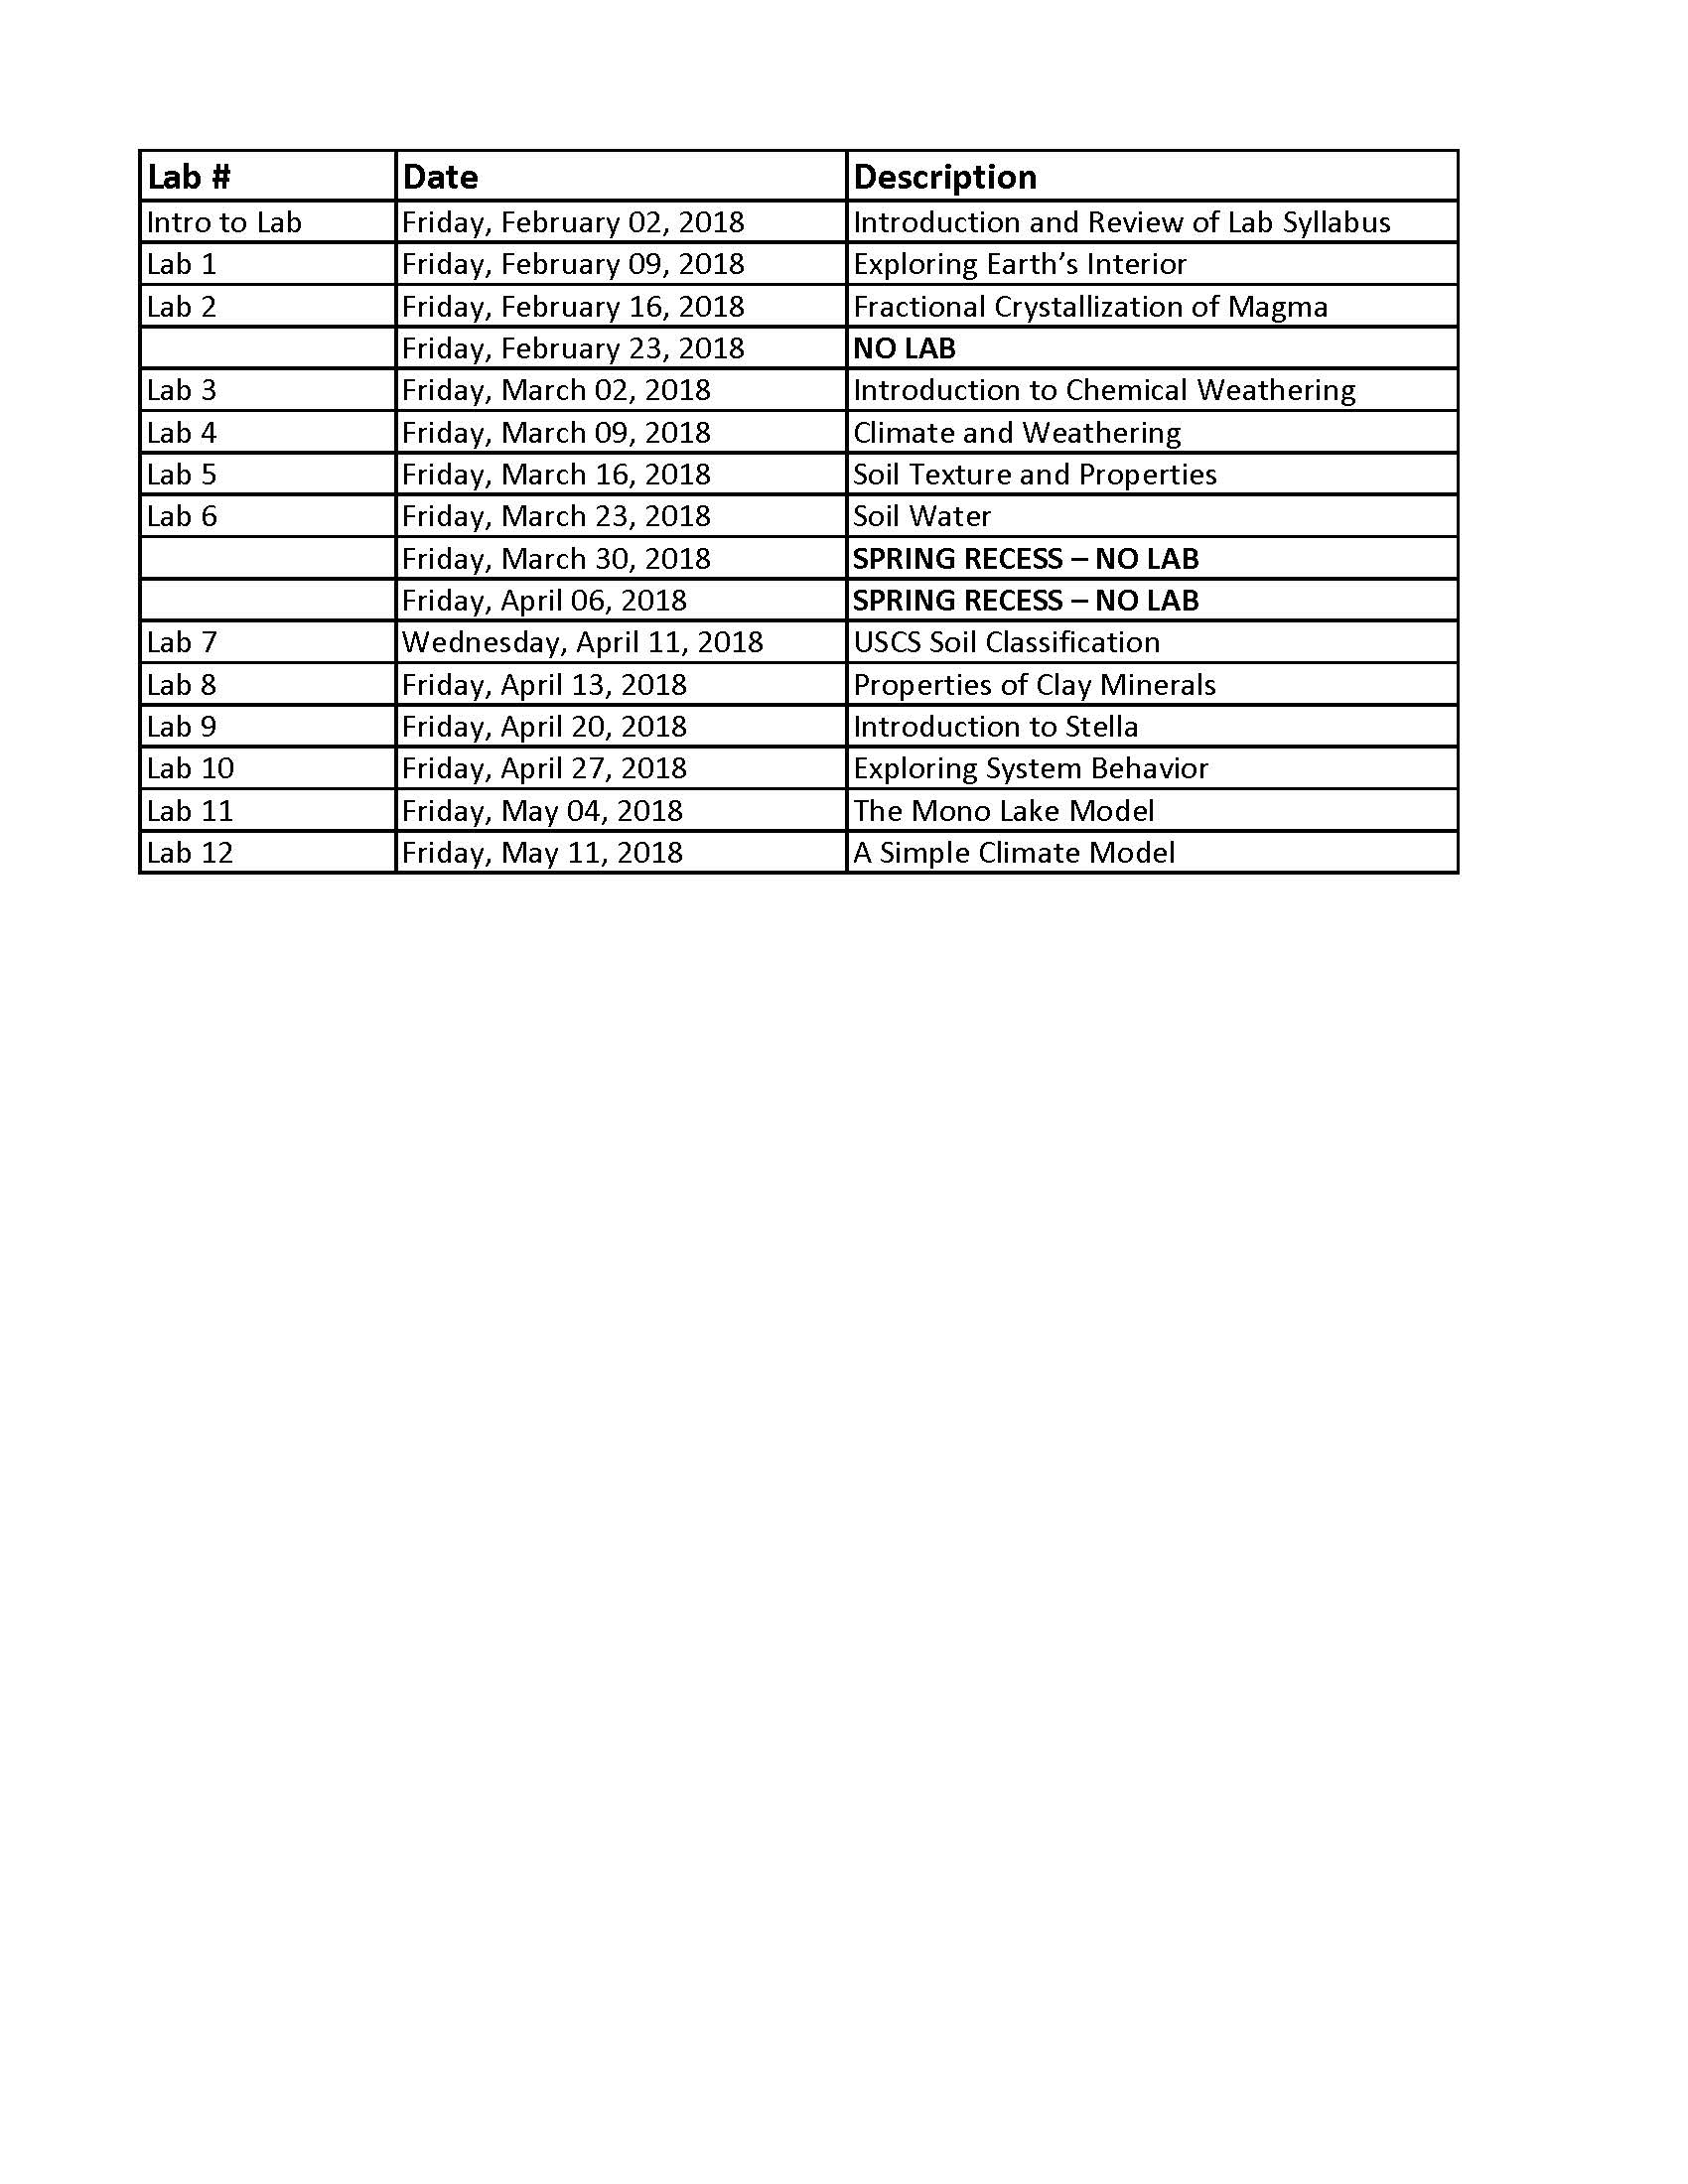 Lab # Date Description
Intro to Lab Friday, February 02, 2018 Introduction and Review of Lab Syllabus
Lab 1 Friday, February 09, 2018 Exploring Earth’s Interior
Lab 2 Friday, February 16, 2018 Fractional Crystallization of Magma
Friday, February 23, 2018 NO LAB
Lab 3 Friday, March 02, 2018 Introduction to Chemical Weathering
Lab 4 Friday, March 09, 2018 Climate and Weathering
Lab 5 Friday, March 16, 2018 Soil Texture and Properties
Lab 6 Friday, March 23, 2018 Soil Water
Friday, March 30, 2018 SPRING RECESS – NO LAB
Friday, April 06, 2018 SPRING RECESS – NO LAB
Lab 7 Wednesday, April 11, 2018 USCS Soil Classification
Lab 8 Friday, April 13, 2018 Properties of Clay Minerals
Lab 9 Friday, April 20, 2018 Introduction to Stella
Lab 10 Friday, April 27, 2018 Exploring System Behavior
Lab 11 Friday, May 04, 2018 The Mono Lake Model
Lab 12 Friday, May 11, 2018 A Simple Climate Model